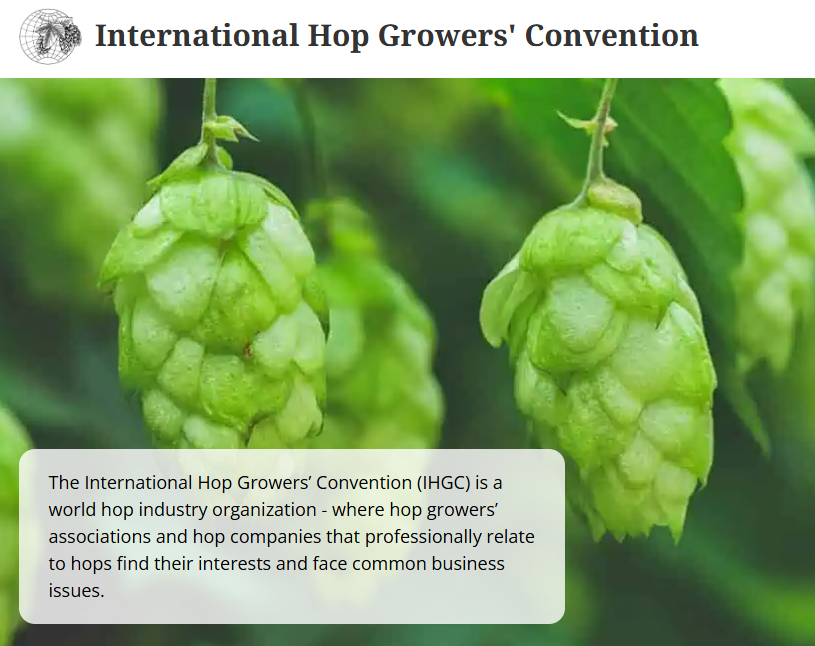 International Hop Growers' Convention
The International Hop Growers’ Convention (IHGC) is a
world hop industry organization - where hop growers’
associations and hop companies that professionally relate
to hops find their interests and face common business
issues.